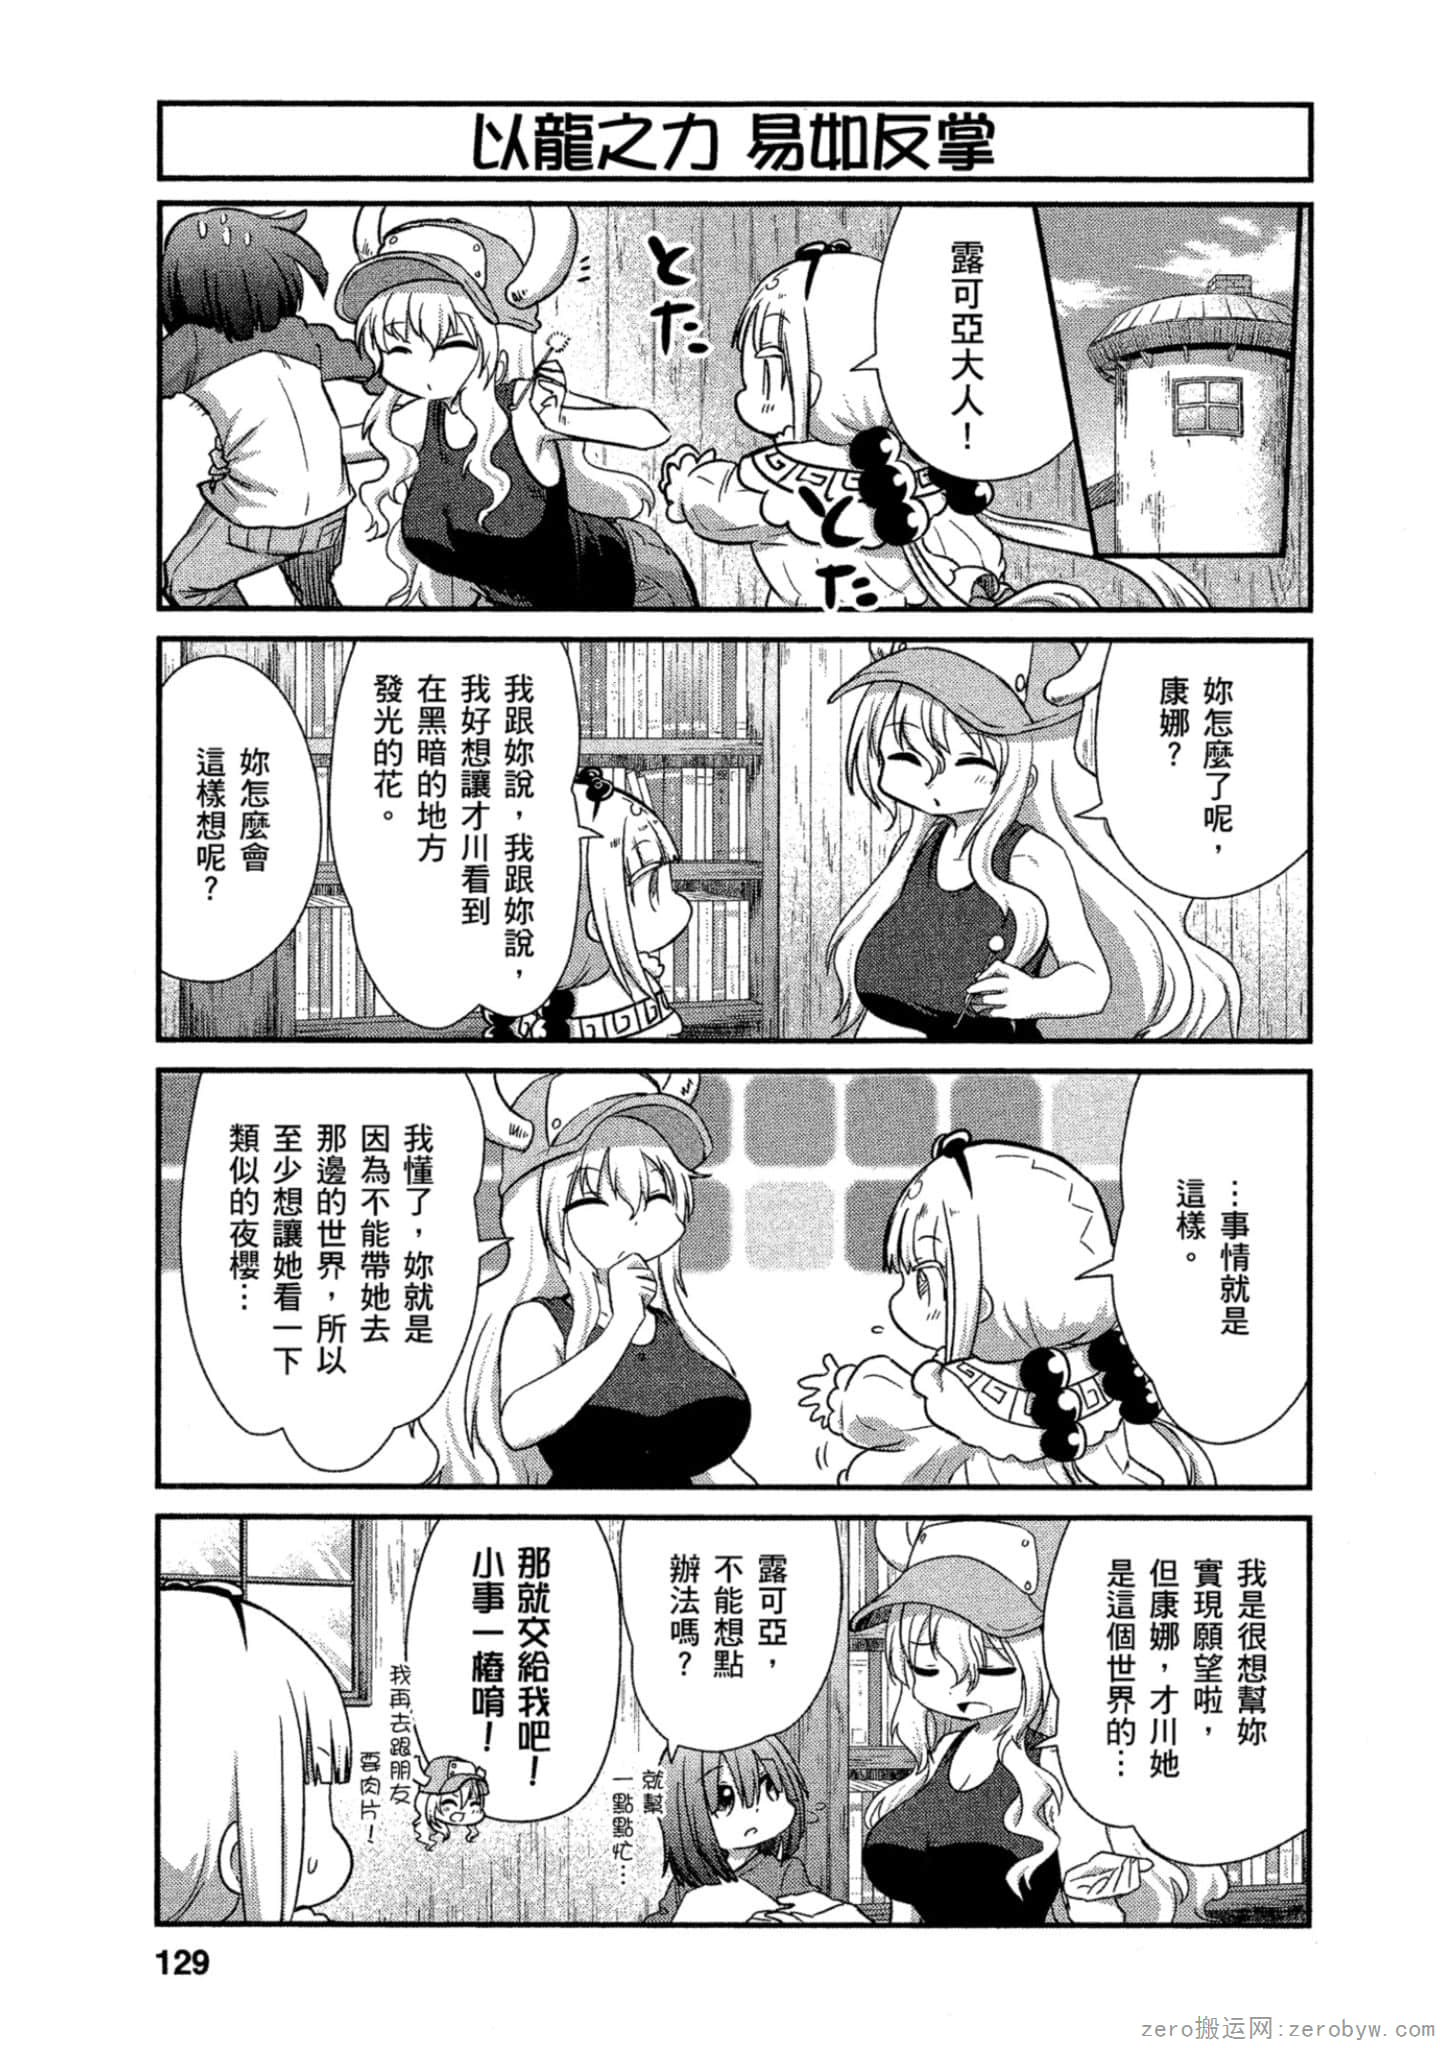 以龍之力 易如反掌
露可亞大人！
とた
とた
妳怎麼了呢，
康娜？
我跟妳說，我跟妳說，
我好想讓才川看到
在黑暗的地方
發光的花。
妳怎麼會
這樣想呢？
…事情就是
這樣。
我懂了，妳就是
因為不能帶她去
那邊的世界，所以
至少想讓她看一下
類似的夜櫻…
我是很想幫妳
實現願望啦，
但康娜，才川她
是這個世界的…
露可亞，
不能想點
辦法嗎？
就幫
一點點忙…
那就交給我吧！
小事一樁唷！
我再去跟朋友
要肉片！
129
zero搬运网:zerobyw.com